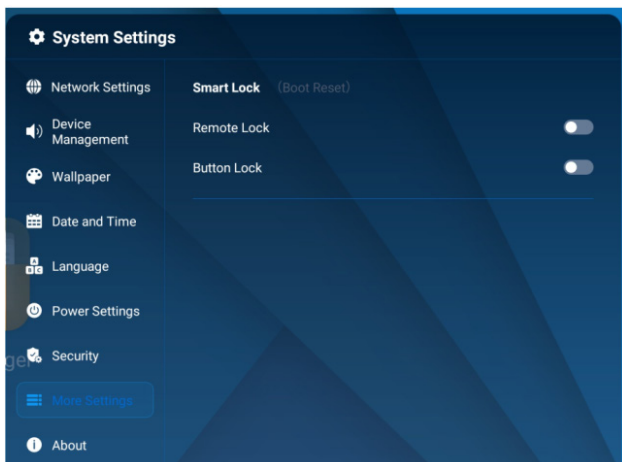 System Settings
Network Settings
Smart Lock (Boot Reset)
Device
Management
Remote Lock
Button Lock
Wallpaper
Date and Time
Language
Power Settings
Security
More Settings
About